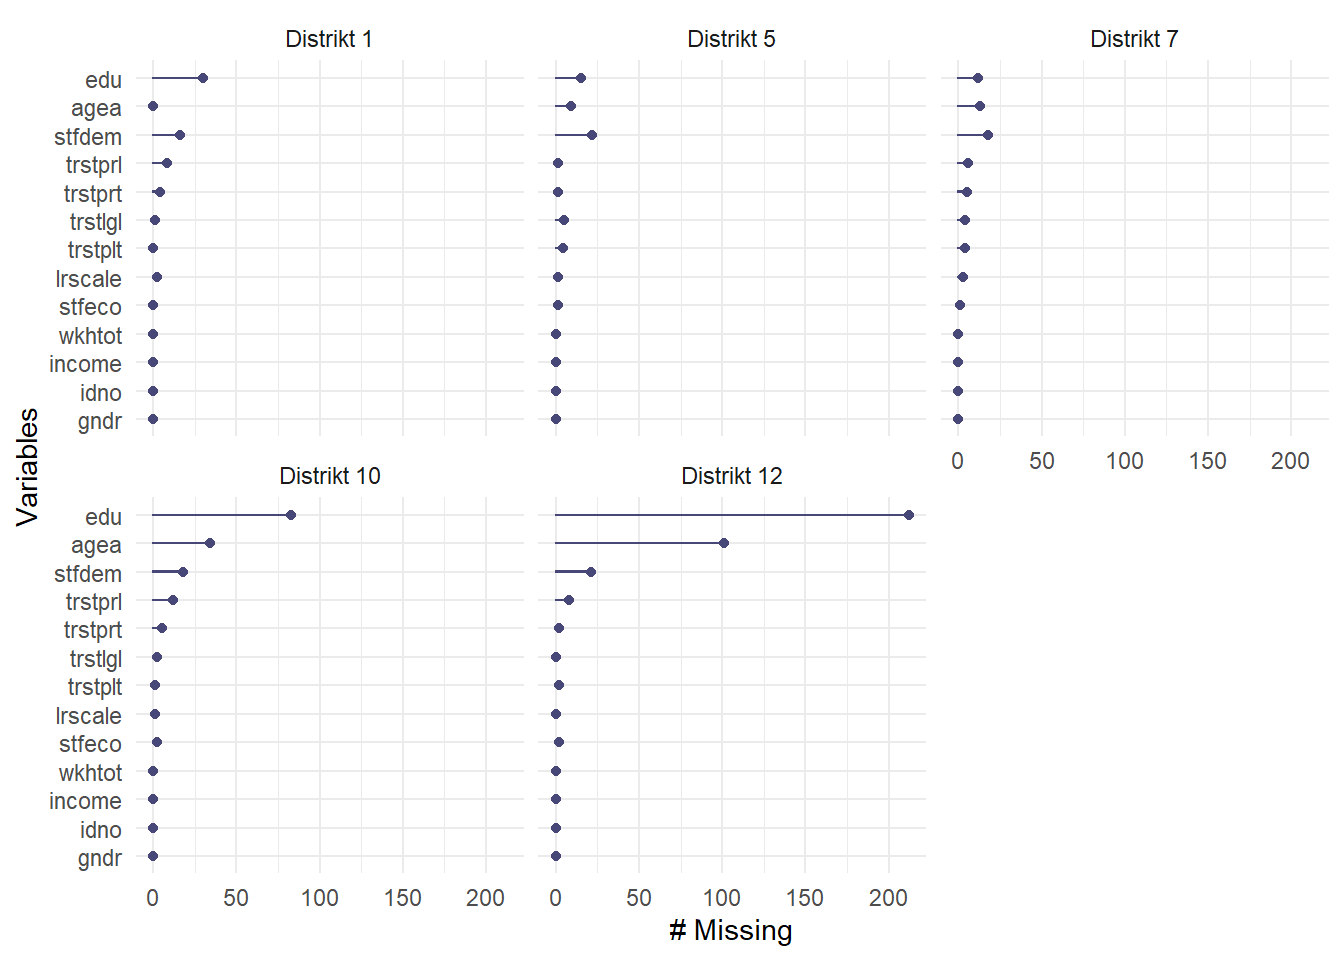 Distrikt 1
Distrikt 5
Distrikt 7
edu
agea
stfdem
trstprl
trstprt
trstlgl
trstplt
lrscale
stfeco
wkhtot
income
idno
gndr
0 50 100 150 200
Distrikt 10
Distrikt 12
edu
agea
stfdem
trstprl
trstprt
trstlgl
trstplt
lrscale
stfeco
wkhtot
income
idno
gndr
0 50 100 150 200
0 50 100 150 200
Variables
# Missing